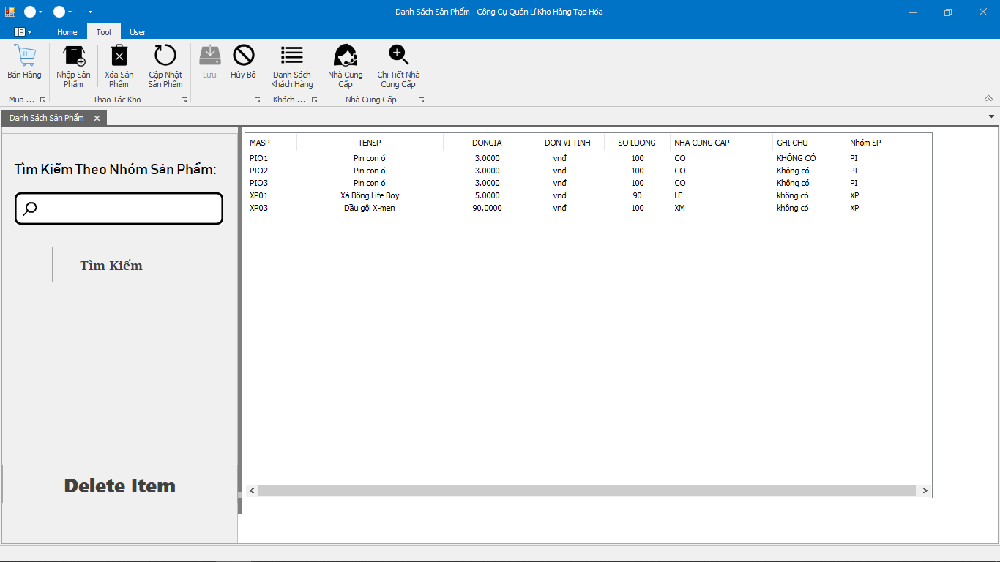 Danh Sách Sản Phẩm - Công Cụ Quản Lí Kho Hàng Tạp Hóa
Home Tool User
Bán Hàng
Nhập Sản Phẩm
Xóa Sản Phẩm
Cập Nhật Sản Phẩm
Lưu
Hủy Bỏ
Danh Sách Khách Hàng
Nhà Cung Cấp
Chi Tiết Nhà Cung Cấp
Mua ... Thao Tác Kho Khách ... Nhà Cung Cấp
Danh Sách Sản Phẩm
Tìm Kiếm Theo Nhóm Sản Phẩm:
Tìm Kiếm
Delete Item
MASP TENSP DONGIA DON VI TINH SO LUONG NHA CUNG CAP GHI CHU Nhóm SP
PIO1 Pin con ó 3.0000 vnđ 100 CO KHÔNG CÓ PI
PIO2 Pin con ó 3.0000 vnđ 100 CO Không có PI
PIO3 Pin con ó 3.0000 vnđ 100 CO Không có PI
XP01 Xà Bông Life Boy 5.0000 vnd 90 LF không có XP
XP03 Dầu gội X-men 90.0000 vnđ 100 XM không có XP